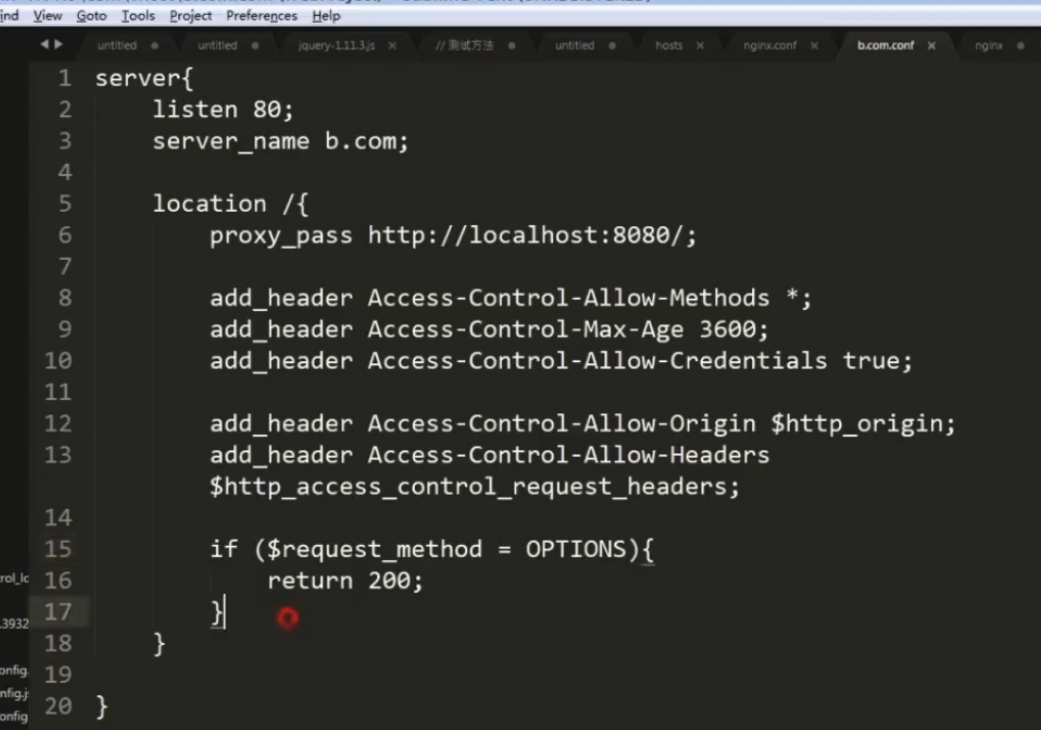 ind View Goto Tools Project Preferences Help
untitled untitled jquery-1.11.3.js × // 测试方法 untitled hosts × nginx.conf × b.com.conf × nginx
1 server{
2 listen 80;
3 server_name b.com;
4
5 location /{
6 proxy_pass http://localhost:8080/;
7
8 add_header Access-Control-Allow-Methods *;
9 add_header Access-Control-Max-Age 3600;
10 add_header Access-Control-Allow-Credentials true;
11
12 add_header Access-Control-Allow-Origin $http_origin;
13 add_header Access-Control-Allow-Headers
$http_access_control_request_headers;
14
15 if ($request_method = OPTIONS){
rol_lc 16 return 200;
.3932 17 }
18 }
onfig. 19
nfig.j
onfig 20 }